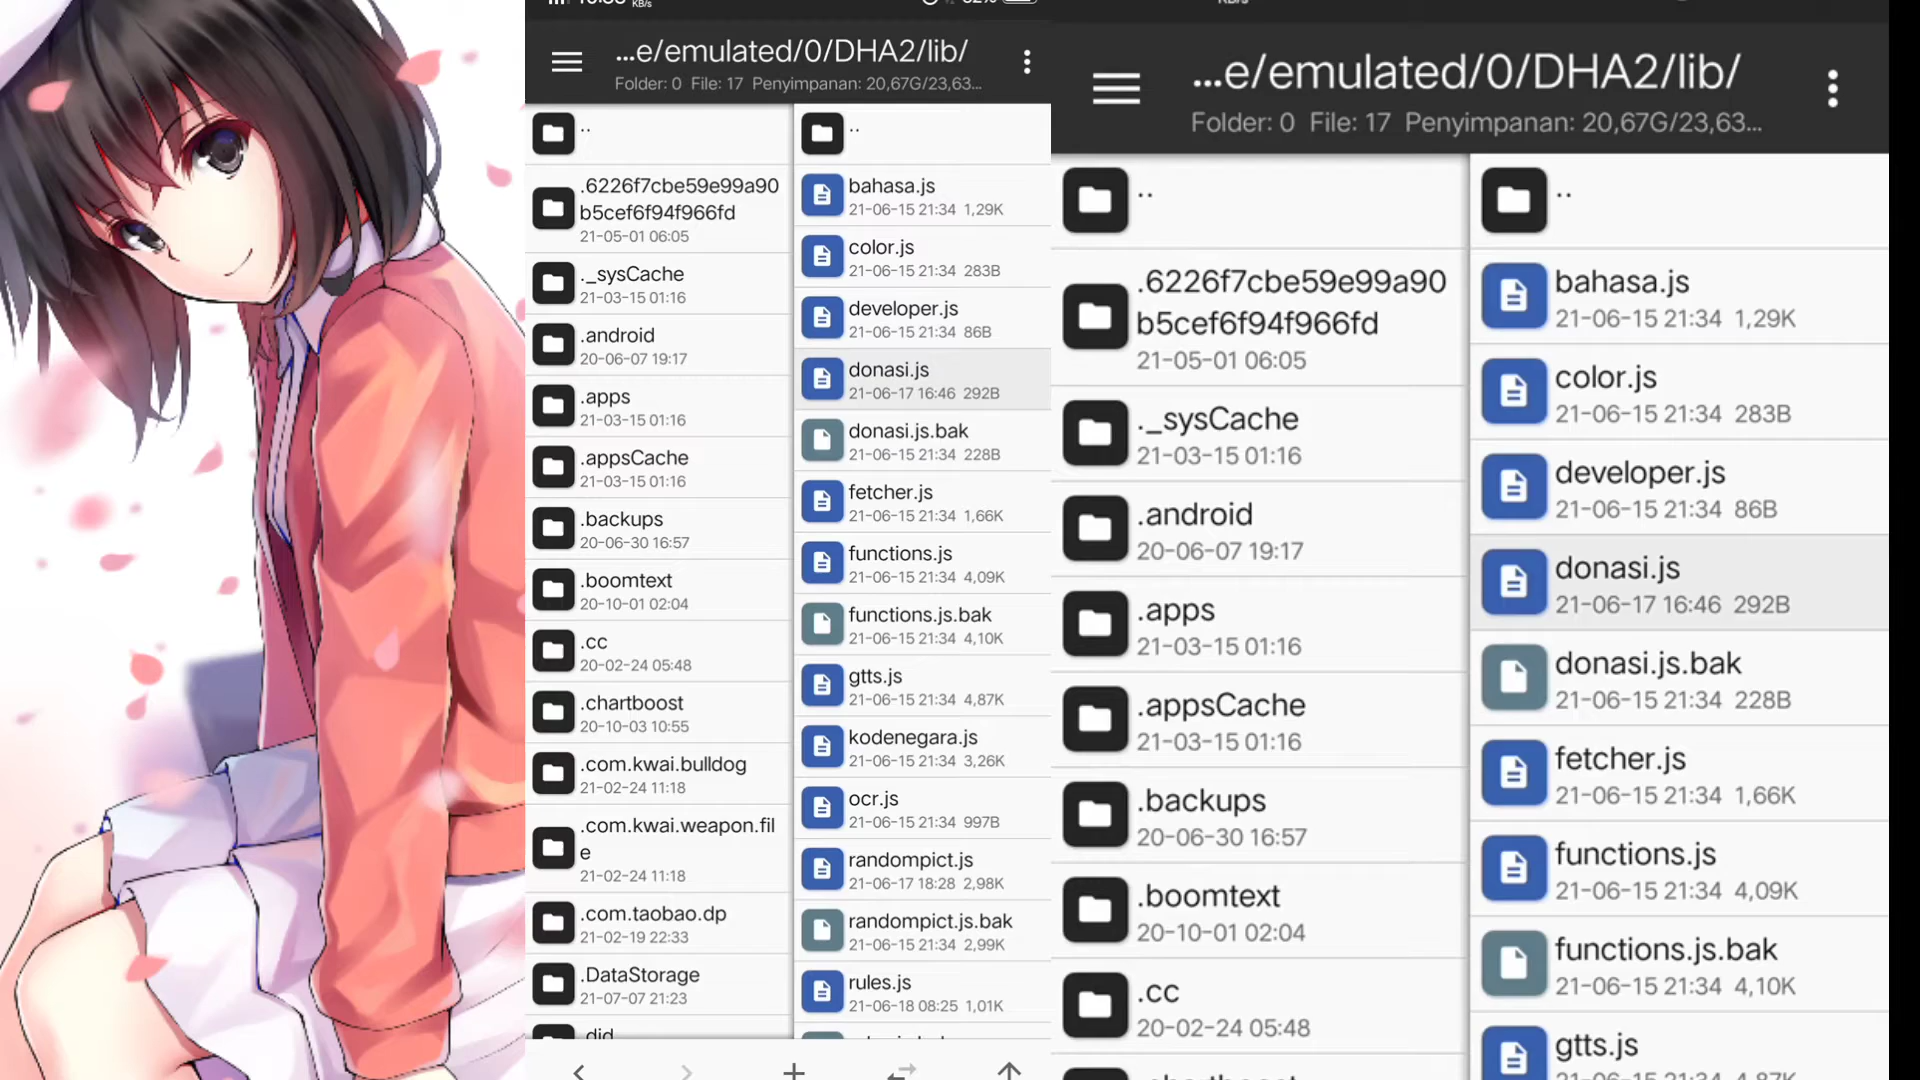 KB/s
...e/emulated/0/DHA2/lib/
Folder: 0 File: 17 Penyimpanan: 20,67G/23,63...
..
.6226f7cbe59e99a90
b5cef6f94f966fd
21-05-01 06:05
._sysCache
21-03-15 01:16
.android
20-06-07 19:17
.apps
21-03-15 01:16
.appsCache
21-03-15 01:16
.backups
20-06-30 16:57
.boomtext
20-10-01 02:04
.cc
20-02-24 05:48
.chartboost
20-10-03 10:55
.com.kwai.bulldog
21-02-24 11:18
.com.kwai.weapon.fil
e
21-02-24 11:18
.com.taobao.dp
21-02-19 22:33
.DataStorage
21-07-07 21:23
.did
..
bahasa.js
21-06-15 21:34 1,29K
color.js
21-06-15 21:34 283B
developer.js
21-06-15 21:34 86B
donasi.js
21-06-17 16:46 292B
donasi.js.bak
21-06-15 21:34 228B
fetcher.js
21-06-15 21:34 1,66K
functions.js
21-06-15 21:34 4,09K
functions.js.bak
21-06-15 21:34 4,10K
gtts.js
21-06-15 21:34 4,87K
kodenegara.js
21-06-15 21:34 3,26K
ocr.js
21-06-15 21:34 997B
randompict.js
21-06-17 18:28 2,98K
randompict.js.bak
21-06-15 21:34 2,99K
rules.js
21-06-18 08:25 1,01K
...e/emulated/0/DHA2/lib/
Folder: 0 File: 17 Penyimpanan: 20,67G/23,63...
..
.6226f7cbe59e99a90
b5cef6f94f966fd
21-05-01 06:05
._sysCache
21-03-15 01:16
.android
20-06-07 19:17
.apps
21-03-15 01:16
.appsCache
21-03-15 01:16
.backups
20-06-30 16:57
.boomtext
20-10-01 02:04
.cc
20-02-24 05:48
..
bahasa.js
21-06-15 21:34 1,29K
color.js
21-06-15 21:34 283B
developer.js
21-06-15 21:34 86B
donasi.js
21-06-17 16:46 292B
donasi.js.bak
21-06-15 21:34 228B
fetcher.js
21-06-15 21:34 1,66K
functions.js
21-06-15 21:34 4,09K
functions.js.bak
21-06-15 21:34 4,10K
gtts.js
21-06-15 21:34 4,87K